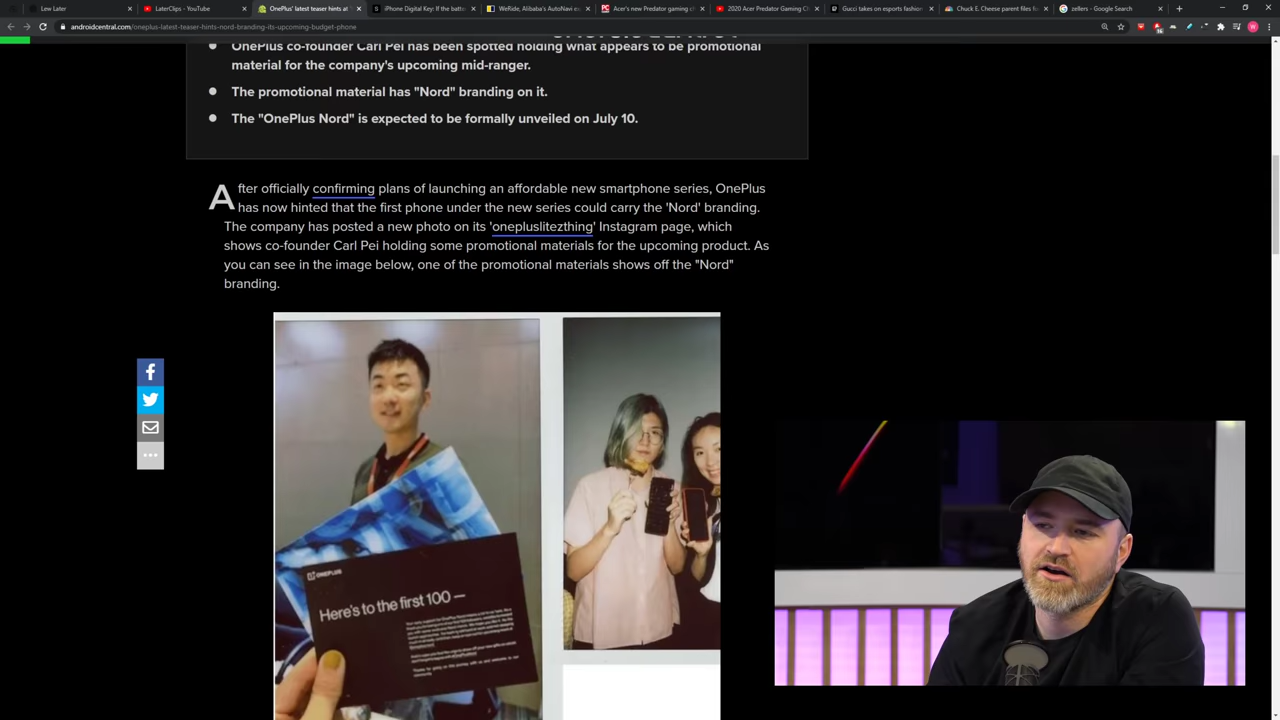 Lew Later
LaterClips - YouTube
OnePlus' latest teaser hints at
iPhone Digital Key: If the batte
WeRide, Alibaba's AutoNavi eu
Acer's new Predator gaming c
2020 Acer Predator Gaming C
Gucci takes on esports fashion
Chuck E. Cheese parent files f
zellers - Google Search
androidcentral.com/oneplus-latest-teaser-hints-nord-branding-its-upcoming-budget-phone
OnePlus co-founder Carl Pei has been spotted holding what appears to be promotional
material for the company's upcoming mid-ranger.
The promotional material has "Nord" branding on it.
The "OnePlus Nord" is expected to be formally unveiled on July 10.
After officially confirming plans of launching an affordable new smartphone series, OnePlus
has now hinted that the first phone under the new series could carry the 'Nord' branding.
The company has posted a new photo on its 'onepluslitezthing' Instagram page, which
shows co-founder Carl Pei holding some promotional materials for the upcoming product. As
you can see in the image below, one of the promotional materials shows off the "Nord"
branding.
ONEPLUS
Here's to the first 100 —